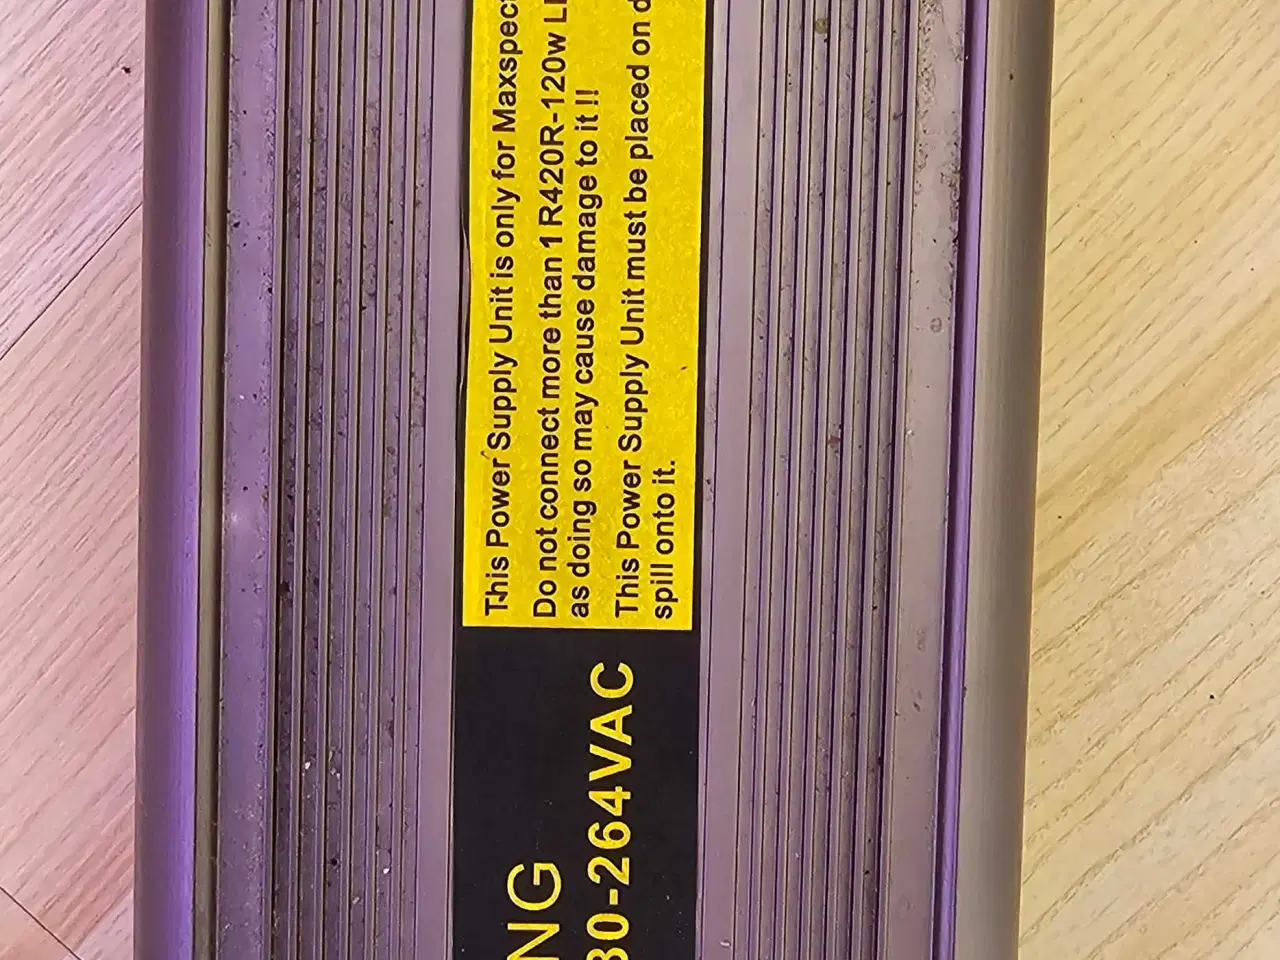 This Power Supply Unit is only for Maxspect
Do not connect more than 1 R420R-120w
as doing so may cause damage to it!!
This Power Supply Unit must be placed on
spill onto it.
NG
80-264VAC